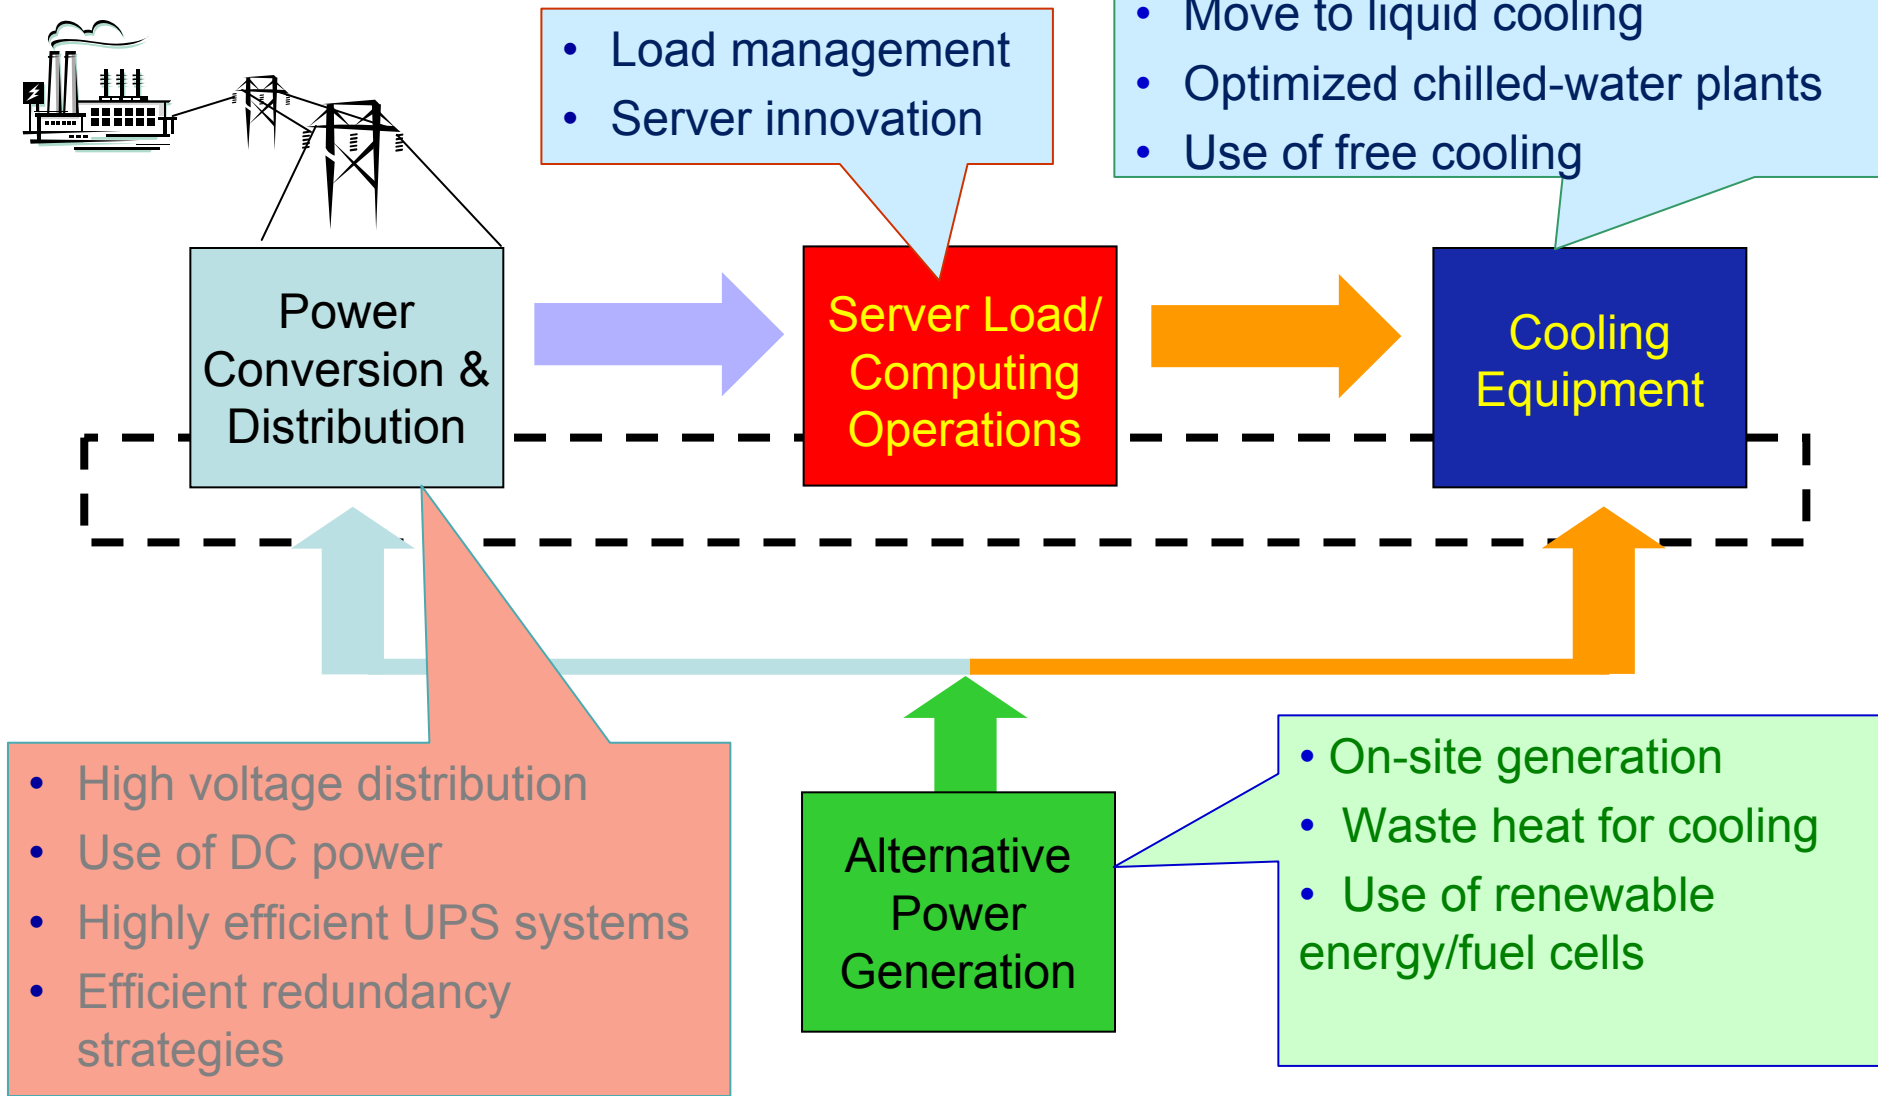 • Load management
• Server innovation
• Move to liquid cooling
• Optimized chilled-water plants
• Use of free cooling
Power
Conversion &
Distribution
Server Load/
Computing
Operations
Cooling
Equipment
• High voltage distribution
• Use of DC power
• Highly efficient UPS systems
• Efficient redundancy
strategies
Alternative
Power
Generation
• On-site generation
• Waste heat for cooling
• Use of renewable
energy/fuel cells